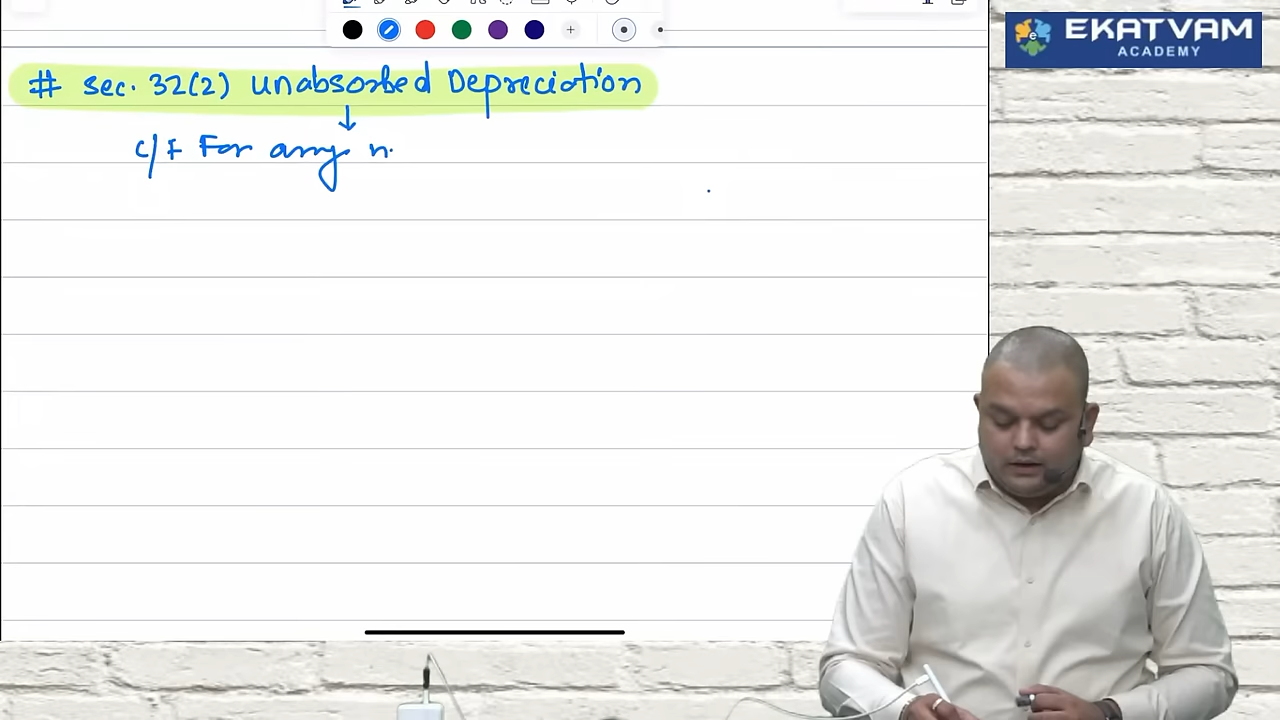 EKATVAM
ACADEMY
# sec. 32(2) unabsorbed Depreciation
↓
c/f For any n.